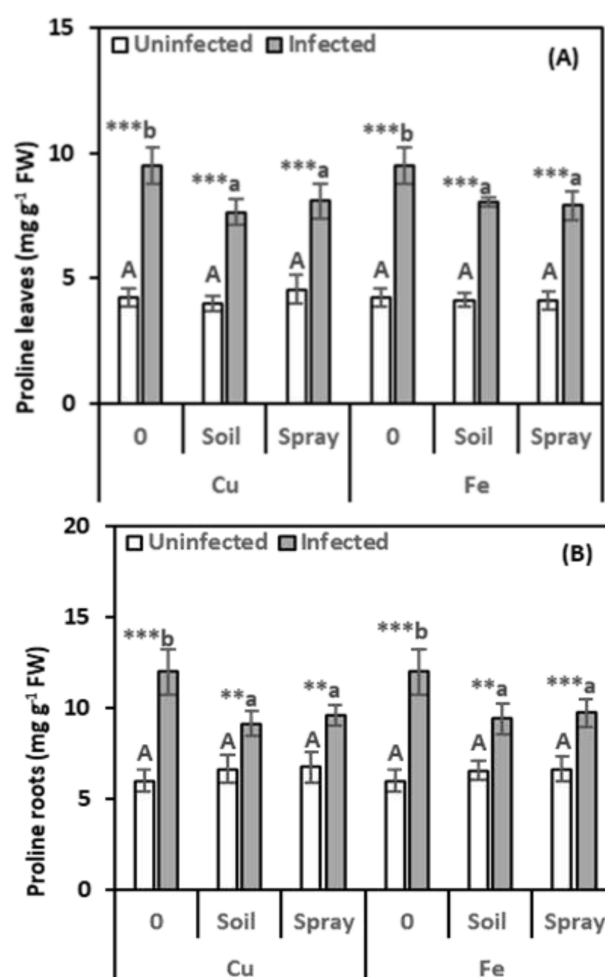 15
Uninfected Infected (A)
***b ***b
10
***a ***a ***a ***a
5
A A A A A A
0
Proline leaves (mg g⁻¹ FW)
0 Soil Spray 0 Soil Spray
Cu Fe
20
Uninfected Infected (B)
15
***b ***b
10
**a **a **a ***a
A A A A A A
5
0
Proline roots (mg g⁻¹ FW)
0 Soil Spray 0 Soil Spray
Cu Fe